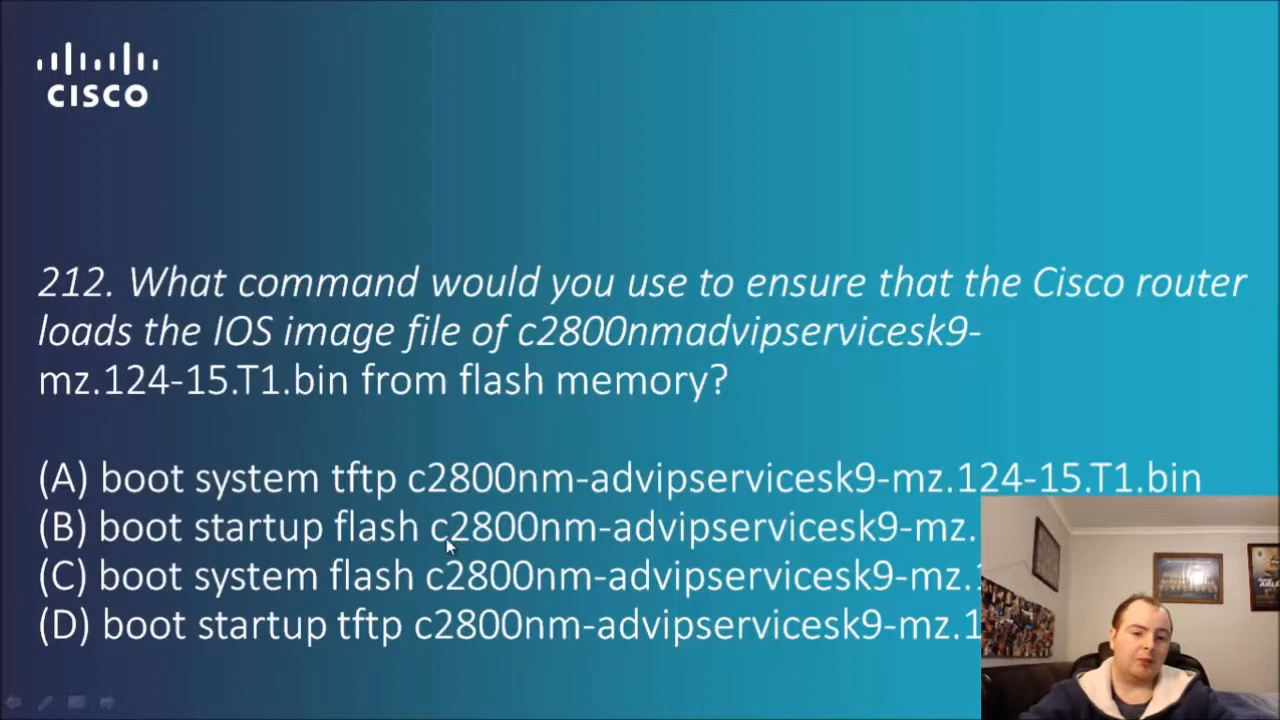 CISCO
212. What command would you use to ensure that the Cisco router
loads the IOS image file of c2800nmadvipservicesk9-
mz.124-15.T1.bin from flash memory?
(A) boot system tftp c2800nm-advipservicesk9-mz.124-15.T1.bin
(B) boot startup flash c2800nm-advipservicesk9-mz.
(C) boot system flash c2800nm-advipservicesk9-mz.
(D) boot startup tftp c2800nm-advipservicesk9-mz.1